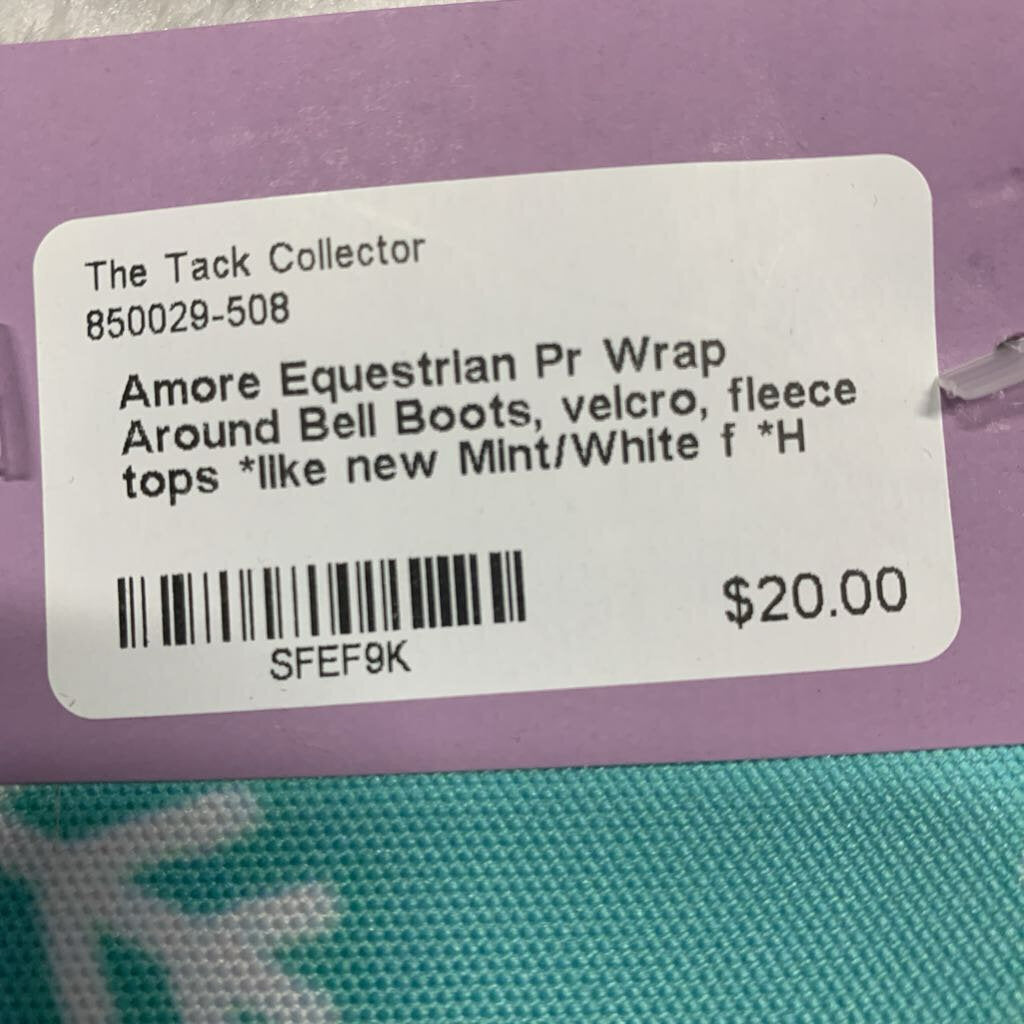 The Tack Collector
850029-508
Amore Equestrian Pr Wrap
Around Bell Boots, velcro, fleece
tops *like new Mint/White f *H
$20.00
SFEF9K